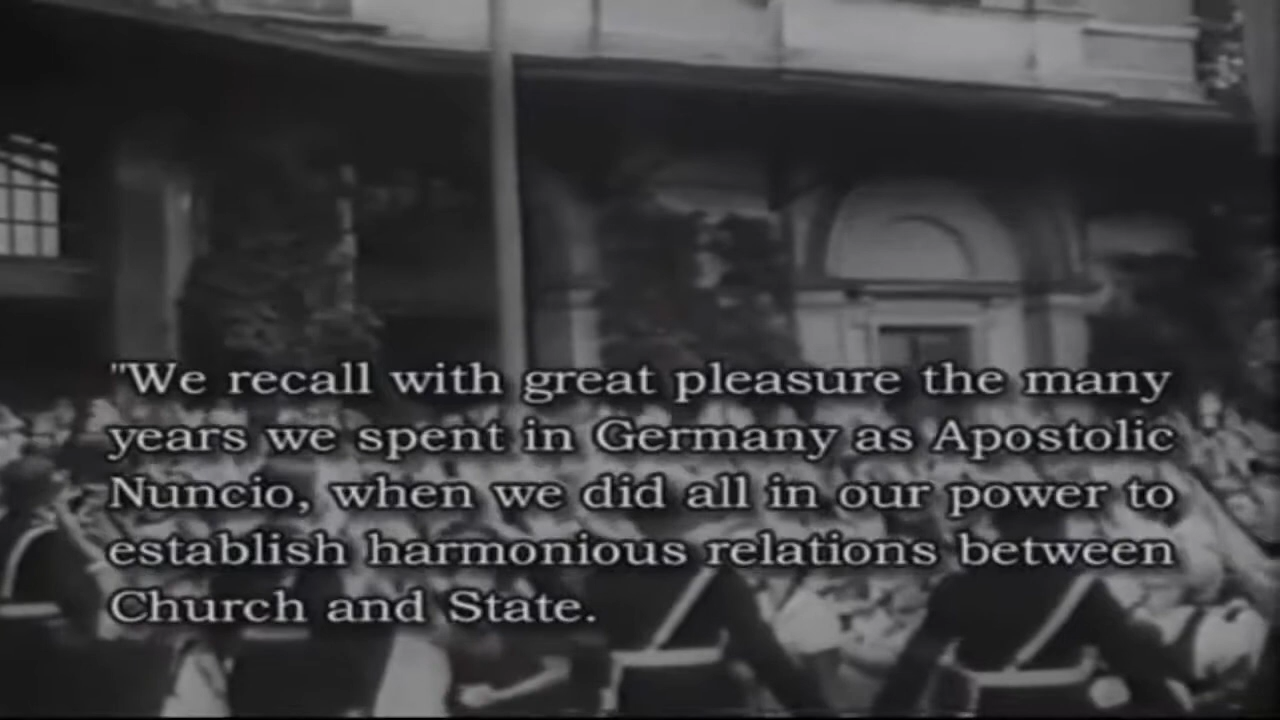 "We recall with great pleasure the many
years we spent in Germany as Apostolic
Nuncio, when we did all in our power to
establish harmonious relations between
Church and State.